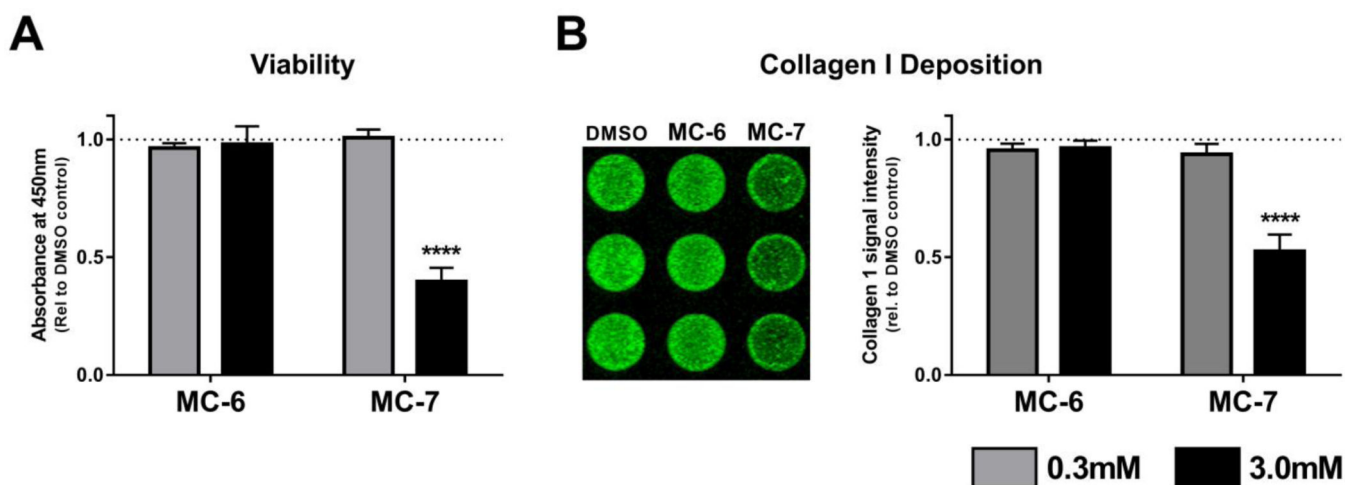 A
Viability
Absorbance at 450nm
(Rel to DMSO control)
1.0
0.5
0.0
****
MC-6
MC-7
B
Collagen I Deposition
DMSO MC-6 MC-7
Collagen 1 signal intensity
(rel. to DMSO control)
1.0
0.5
0.0
****
MC-6
MC-7
0.3mM
3.0mM